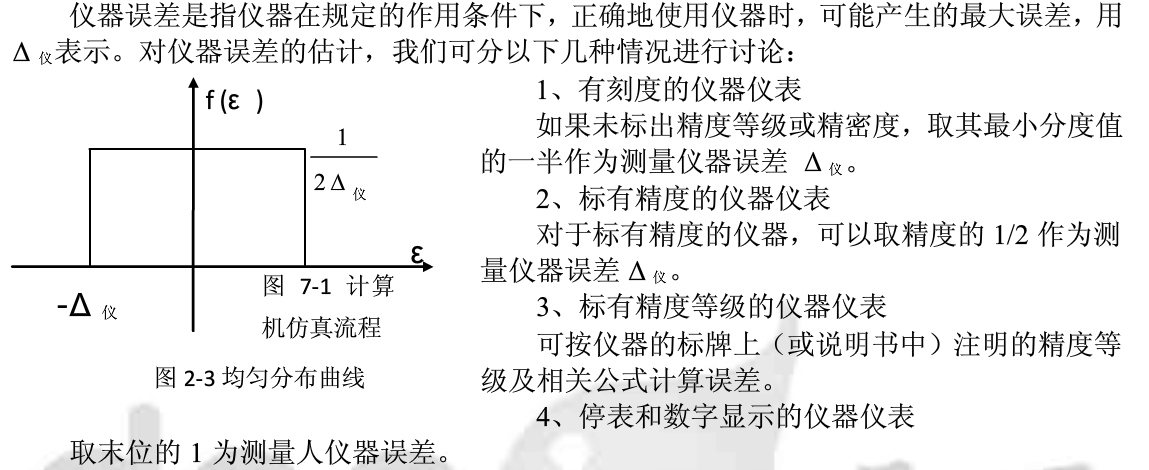 仪器误差是指仪器在规定的作用条件下，正确地使用仪器时，可能产生的最大误差，用
Δ 仪表示。对仪器误差的估计，我们可分以下几种情况进行讨论：
f (ε )
1
2 Δ 仪
ε
-Δ 仪
图 7-1 计算
机仿真流程
图 2-3 均匀分布曲线
1、有刻度的仪器仪表
如果未标出精度等级或精密度，取其最小分度值
的一半作为测量仪器误差 Δ 仪。
2、标有精度的仪器仪表
对于标有精度的仪器，可以取精度的 1/2 作为测
量仪器误差 Δ 仪。
3、标有精度等级的仪器仪表
可按仪器的标牌上（或说明书中）注明的精度等
级及相关公式计算误差。
4、停表和数字显示的仪器仪表
取末位的 1 为测量人仪器误差。